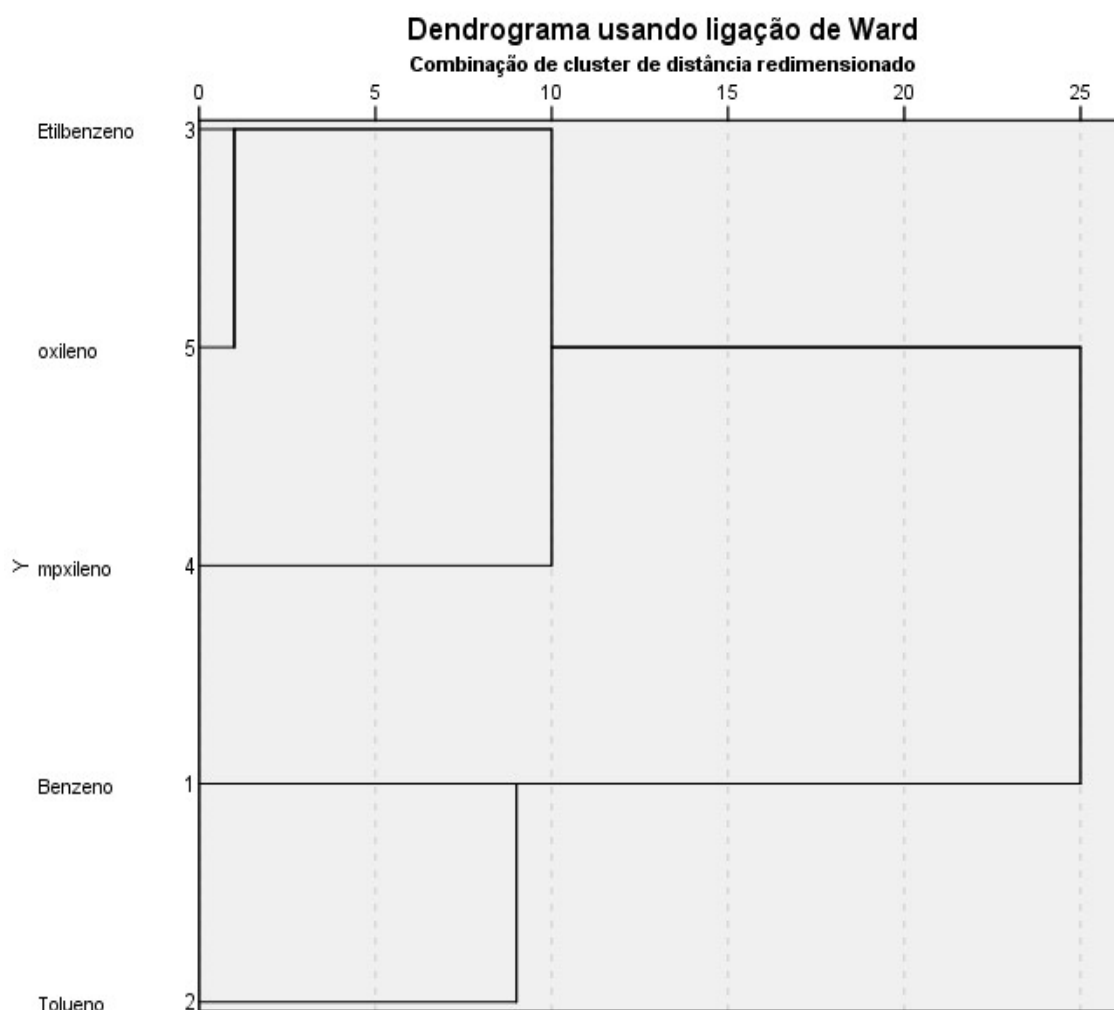 Dendrograma usando ligação de Ward
Combinação de cluster de distância redimensionado
0 5 10 15 20 25
Etilbenzeno 3
oxileno 5
Y
mpxileno 4
Benzeno 1
Tolueno 2